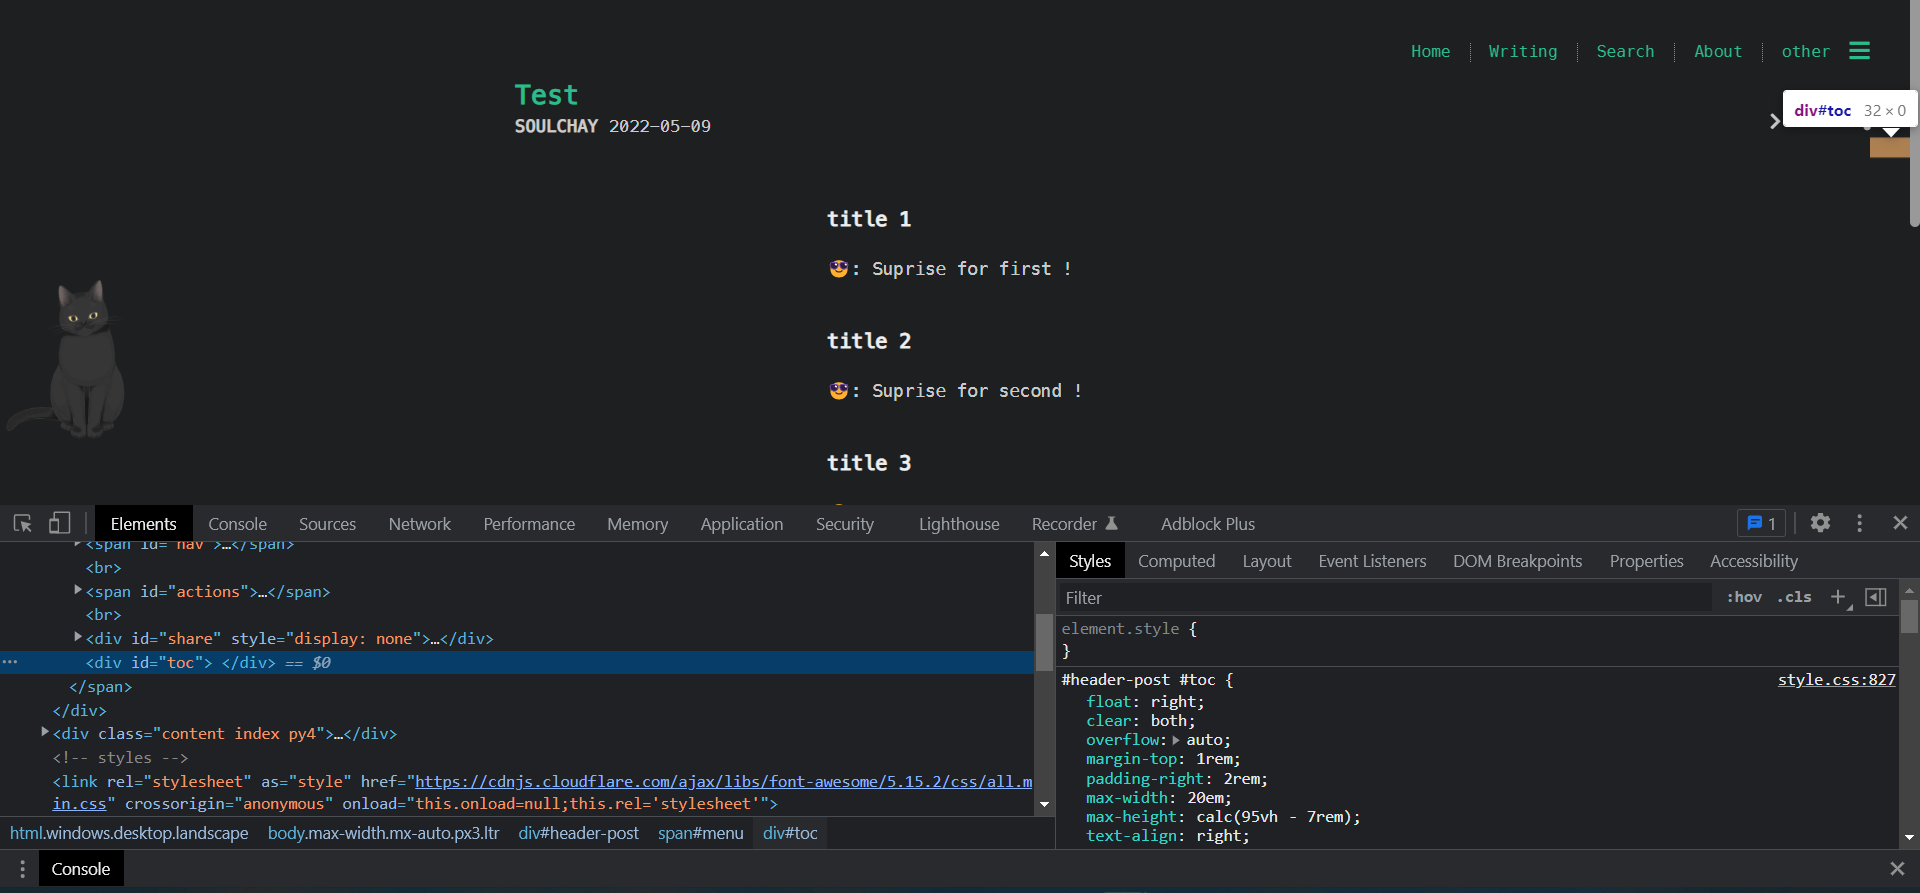 Home
Writing
Search
About
other
Test
SOULCHAY 2022-05-09
div#toc 32 × 0
title 1
😎: Suprise for first !
title 2
😎: Suprise for second !
title 3
Elements
Console
Sources
Network
Performance
Memory
Application
Security
Lighthouse
Recorder
Adblock Plus
1
<span id="nav">…</span>
<br>
<span id="actions">…</span>
<br>
<div id="share" style="display: none">…</div>
<div id="toc"> </div> == $0
</span>
</div>
<div class="content index py4">…</div>
<!-- styles -->
<link rel="stylesheet" as="style" href="https://cdnjs.cloudflare.com/ajax/libs/font-awesome/5.15.2/css/all.m
in.css" crossorigin="anonymous" onload="this.onload=null;this.rel='stylesheet'">
html.windows.desktop.landscape
body.max-width.mx-auto.px3.ltr
div#header-post
span#menu
div#toc
Styles
Computed
Layout
Event Listeners
DOM Breakpoints
Properties
Accessibility
Filter
:hov
.cls
element.style {
}
#header-post #toc {
style.css:827
float: right;
clear: both;
overflow: auto;
margin-top: 1rem;
padding-right: 2rem;
max-width: 20em;
max-height: calc(95vh - 7rem);
text-align: right;
Console